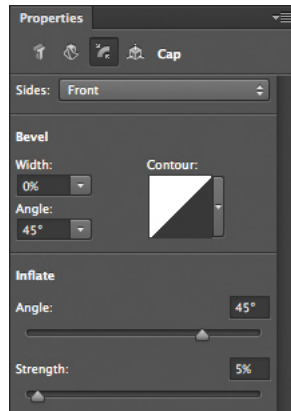 Properties
Cap
Sides: Front
Bevel
Width: Contour:
0%
Angle:
45°
Inflate
Angle: 45°
Strength: 5%